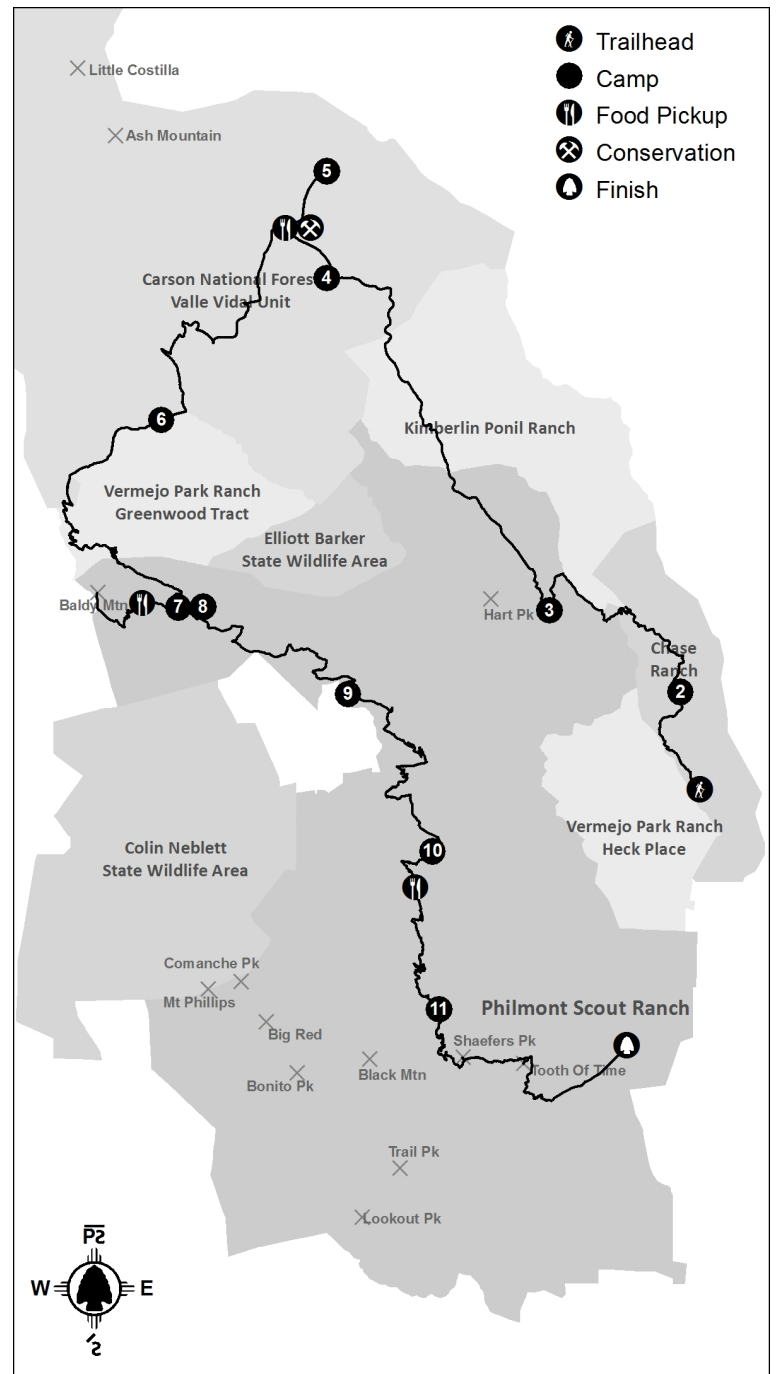 Trailhead
Camp
Food Pickup
Conservation
Finish
Little Costilla
Ash Mountain
5
4
Carson National Fores
Valle Vidal Unit
6
Kimberlin Ponil Ranch
Vermejo Park Ranch
Greenwood Tract
Elliott Barker
State Wildlife Area
Baldy Mtn
7
8
Hart Pk
3
Chase
Ranch
2
9
Vermejo Park Ranch
Heck Place
Colin Neblett
State Wildlife Area
10
Comanche Pk
Mt Phillips
Big Red
Bonito Pk
Black Mtn
11
Philmont Scout Ranch
Shaefers Pk
Tooth Of Time
Trail Pk
Lookout Pk
W
E